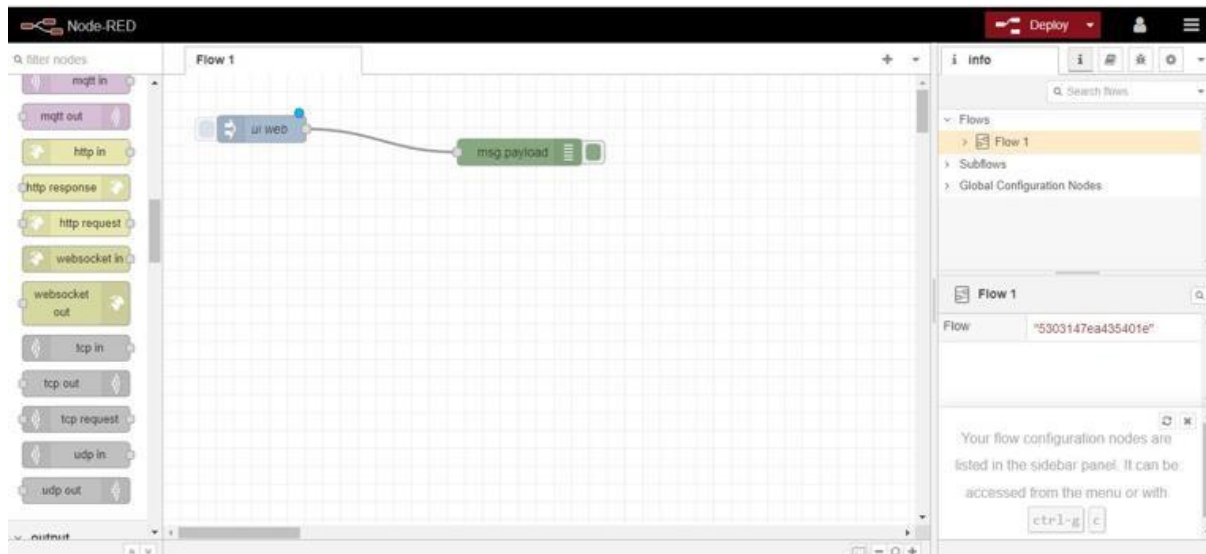 Node-RED
Deploy
filter nodes
Flow 1
i info
Search flows
mqtt in
mqtt out
http in
http response
http request
websocket in
websocket
out
tcp in
tcp out
tcp request
udp in
udp out
output
ui web
msg.payload
Flows
Flow 1
Subflows
Global Configuration Nodes
Flow 1
Flow "5303147ea435401e"
Your flow configuration nodes are
listed in the sidebar panel. It can be
accessed from the menu or with
ctrl-g c